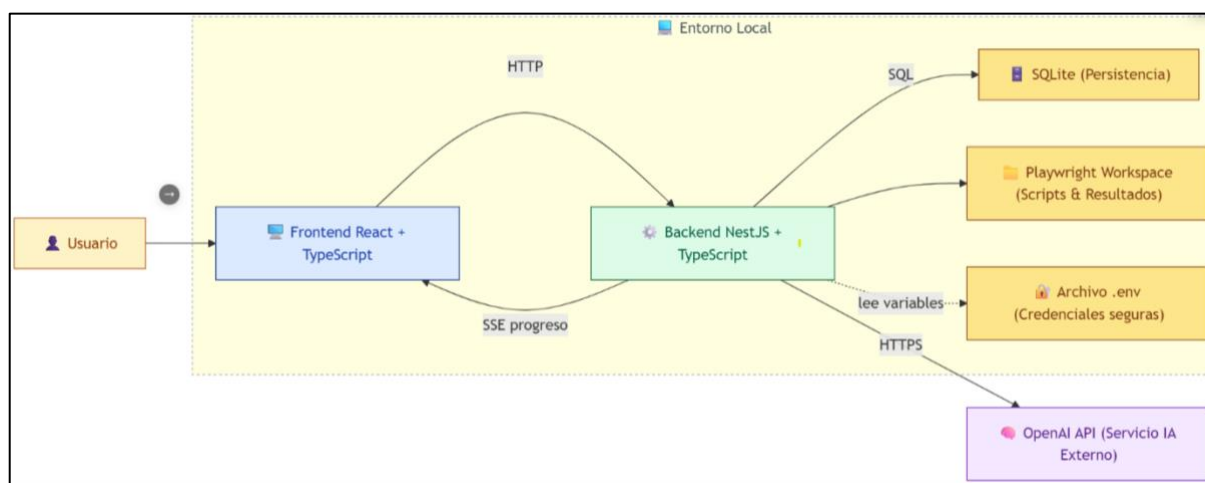 Entorno Local
HTTP
SQL
SQLite (Persistencia)
Playwright Workspace
(Scripts & Resultados)
Usuario
Frontend React +
TypeScript
Backend NestJS +
TypeScript
lee variables
Archivo .env
(Credenciales seguras)
SSE progreso
HTTPS
OpenAI API (Servicio IA
Externo)